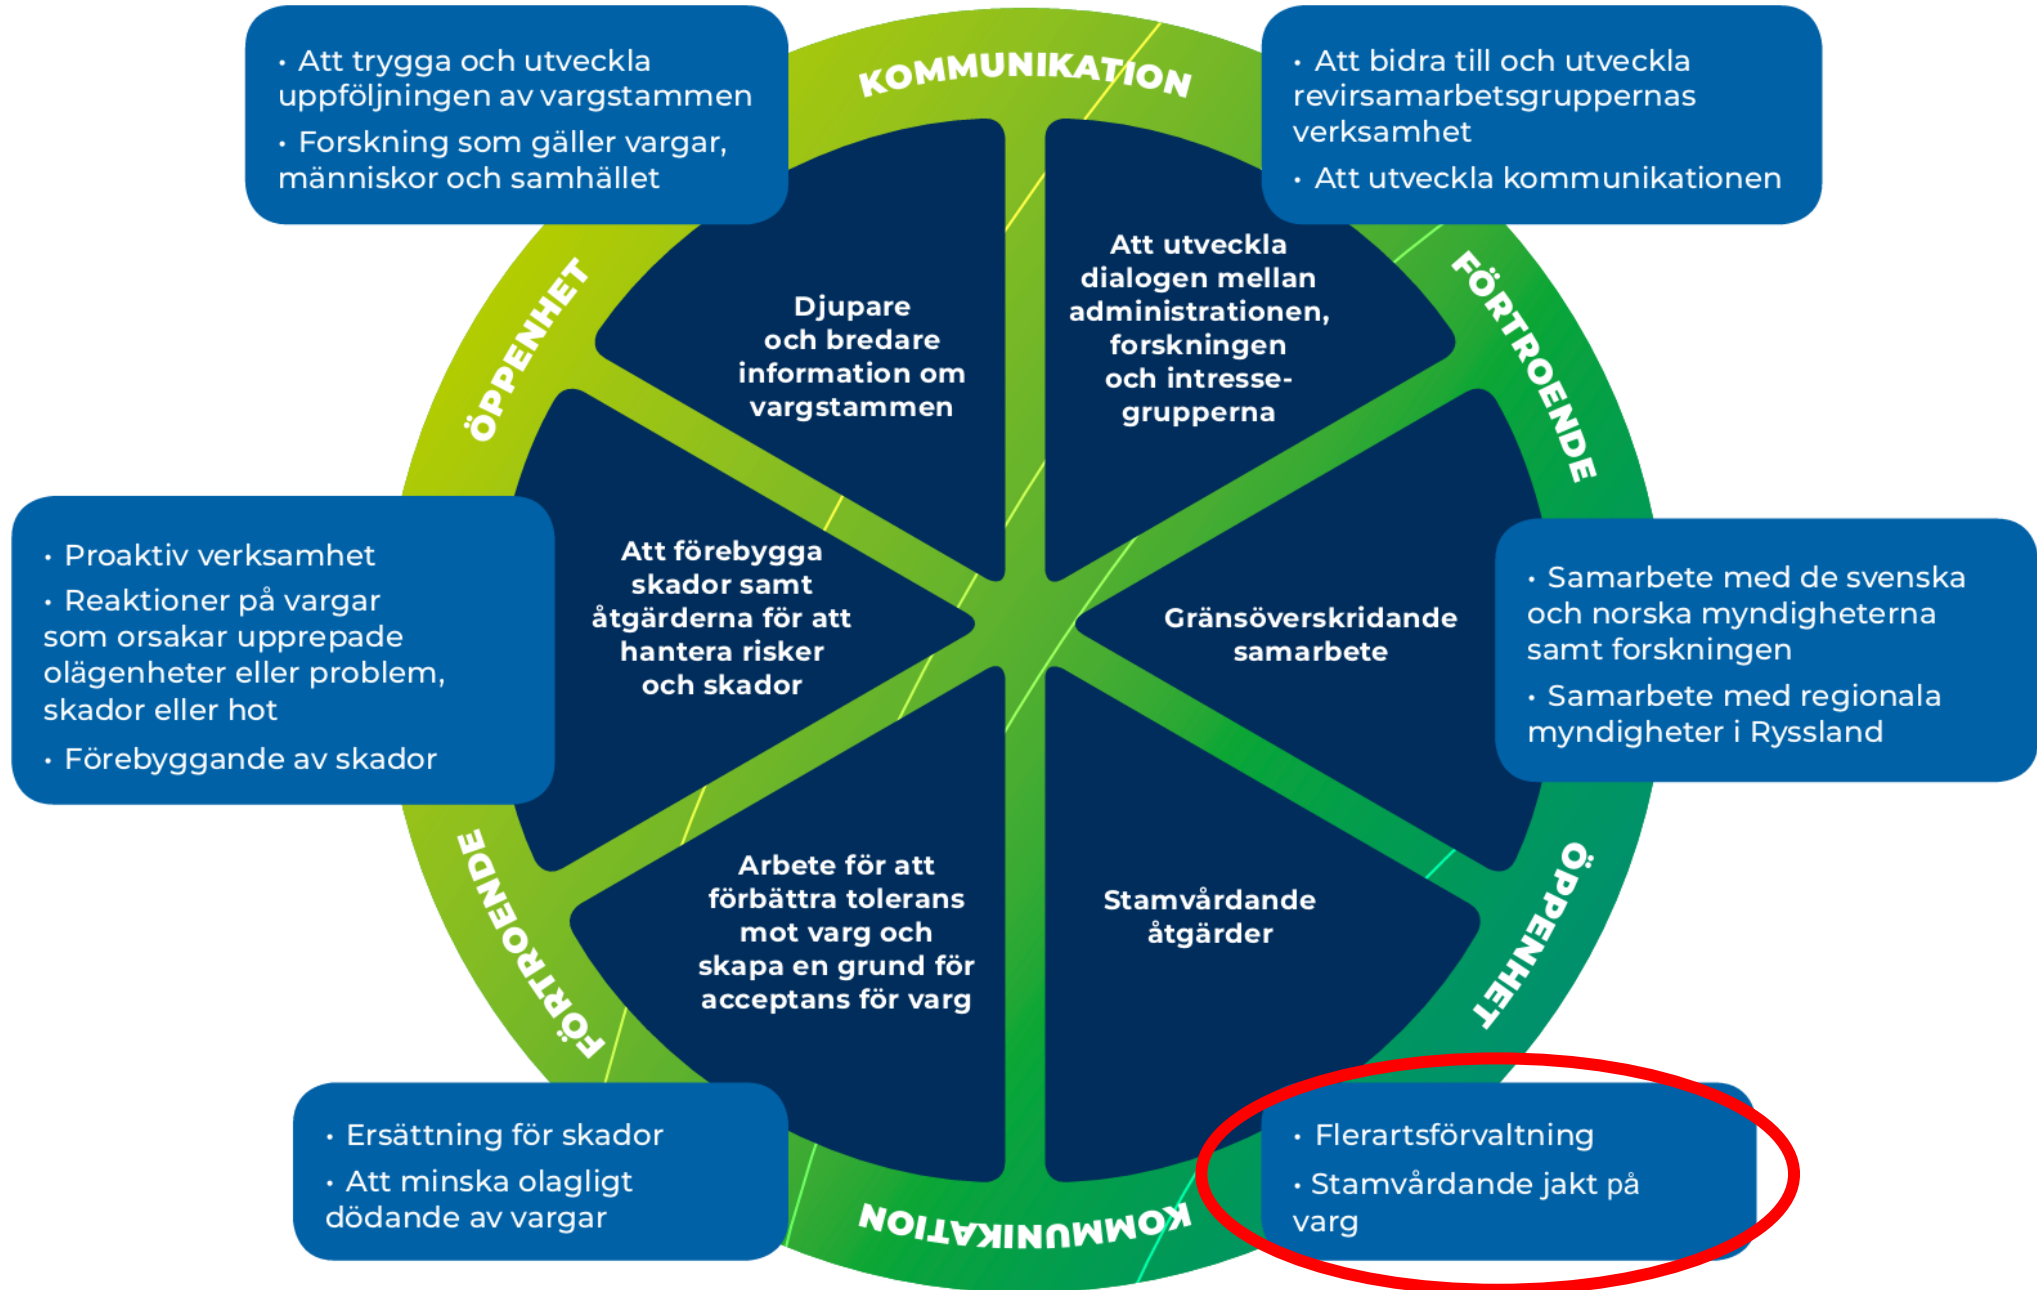 • Att trygga och utveckla
uppföljningen av vargstammen
• Forskning som gäller vargar,
människor och samhället
KOMMUNIKATION
• Att bidra till och utveckla
revirsamarbetsgruppernas
verksamhet
• Att utveckla kommunikationen
ÖPPENHET
Djupare
och bredare
information om
vargstammen
Att utveckla
dialogen mellan
administrationen,
forskningen
och intresse-
grupperna
FÖRTROENDE
• Proaktiv verksamhet
• Reaktioner på vargar
som orsakar upprepade
olägenheter eller problem,
skador eller hot
• Förebyggande av skador
Att förebygga
skador samt
åtgärderna för att
hantera risker
och skador
Gränsöverskridande
samarbete
• Samarbete med de svenska
och norska myndigheterna
samt forskningen
• Samarbete med regionala
myndigheter i Ryssland
FÖRTROENDE
Arbete för att
förbättra tolerans
mot varg och
skapa en grund för
acceptans för varg
Stamvårdande
åtgärder
ÖPPENHET
• Ersättning för skador
• Att minska olagligt
dödande av vargar
KOMMUNIKATION
• Flerartsförvaltning
• Stamvårdande jakt på
varg